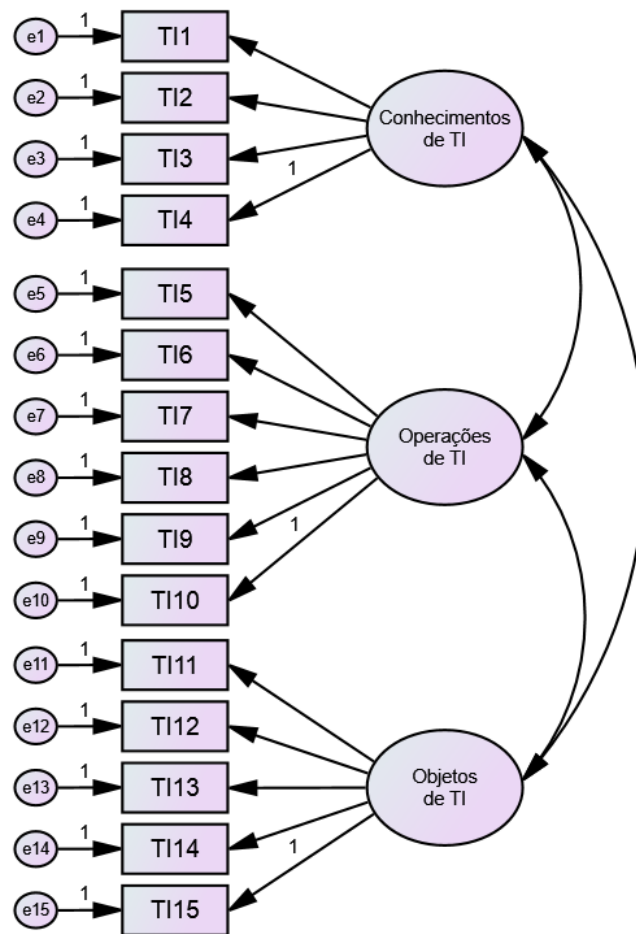 e1 1 TI1
e2 1 TI2
e3 1 TI3
e4 1 TI4
1
Conhecimentos
de TI
e5 1 TI5
e6 1 TI6
e7 1 TI7
e8 1 TI8
e9 1 TI9
e10 1 TI10
1
Operações
de TI
e11 1 TI11
e12 1 TI12
e13 1 TI13
e14 1 TI14
e15 1 TI15
1
Objetos
de TI